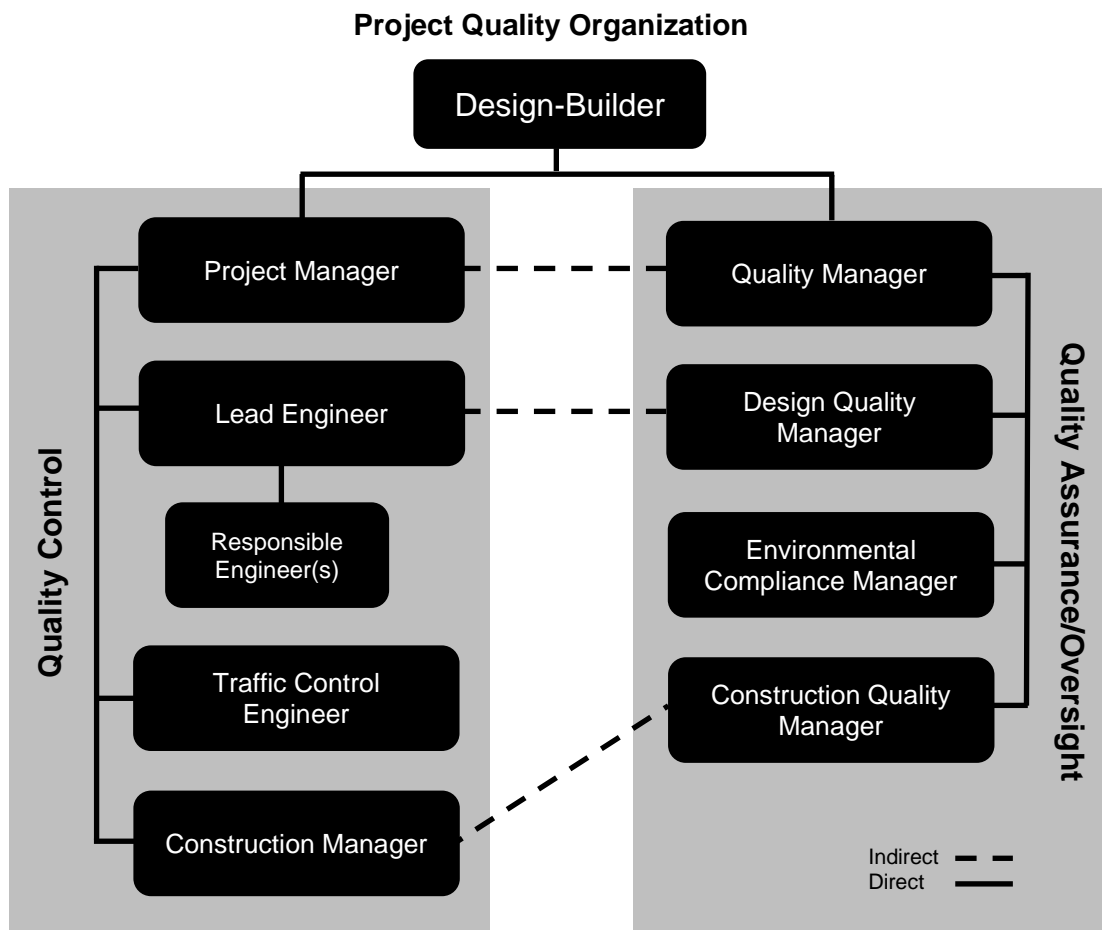 Project Quality Organization
Design-Builder
Project Manager
Quality Manager
Lead Engineer
Design Quality
Manager
Responsible
Engineer(s)
Environmental
Compliance Manager
Traffic Control
Engineer
Construction Quality
Manager
Construction Manager
Quality Control
Quality Assurance/Oversight
Indirect
Direct